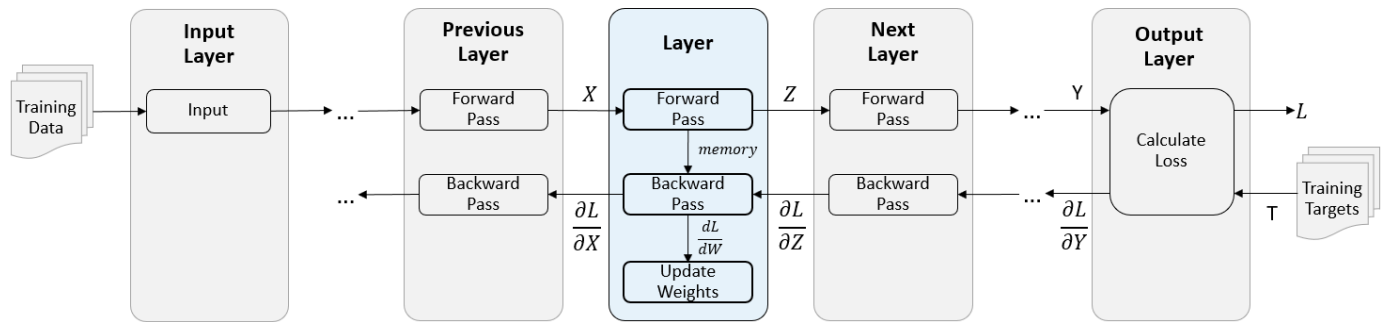 Input
Layer
Previous
Layer
Layer
Next
Layer
Output
Layer
Training
Data
Input
...
Forward
Pass
X
Forward
Pass
Z
Forward
Pass
...
Y
Calculate
Loss
L
memory
...
Backward
Pass
∂L
∂X
Backward
Pass
∂L
∂Z
Backward
Pass
...
∂L
∂Y
T
Training
Targets
dL
dW
Update
Weights